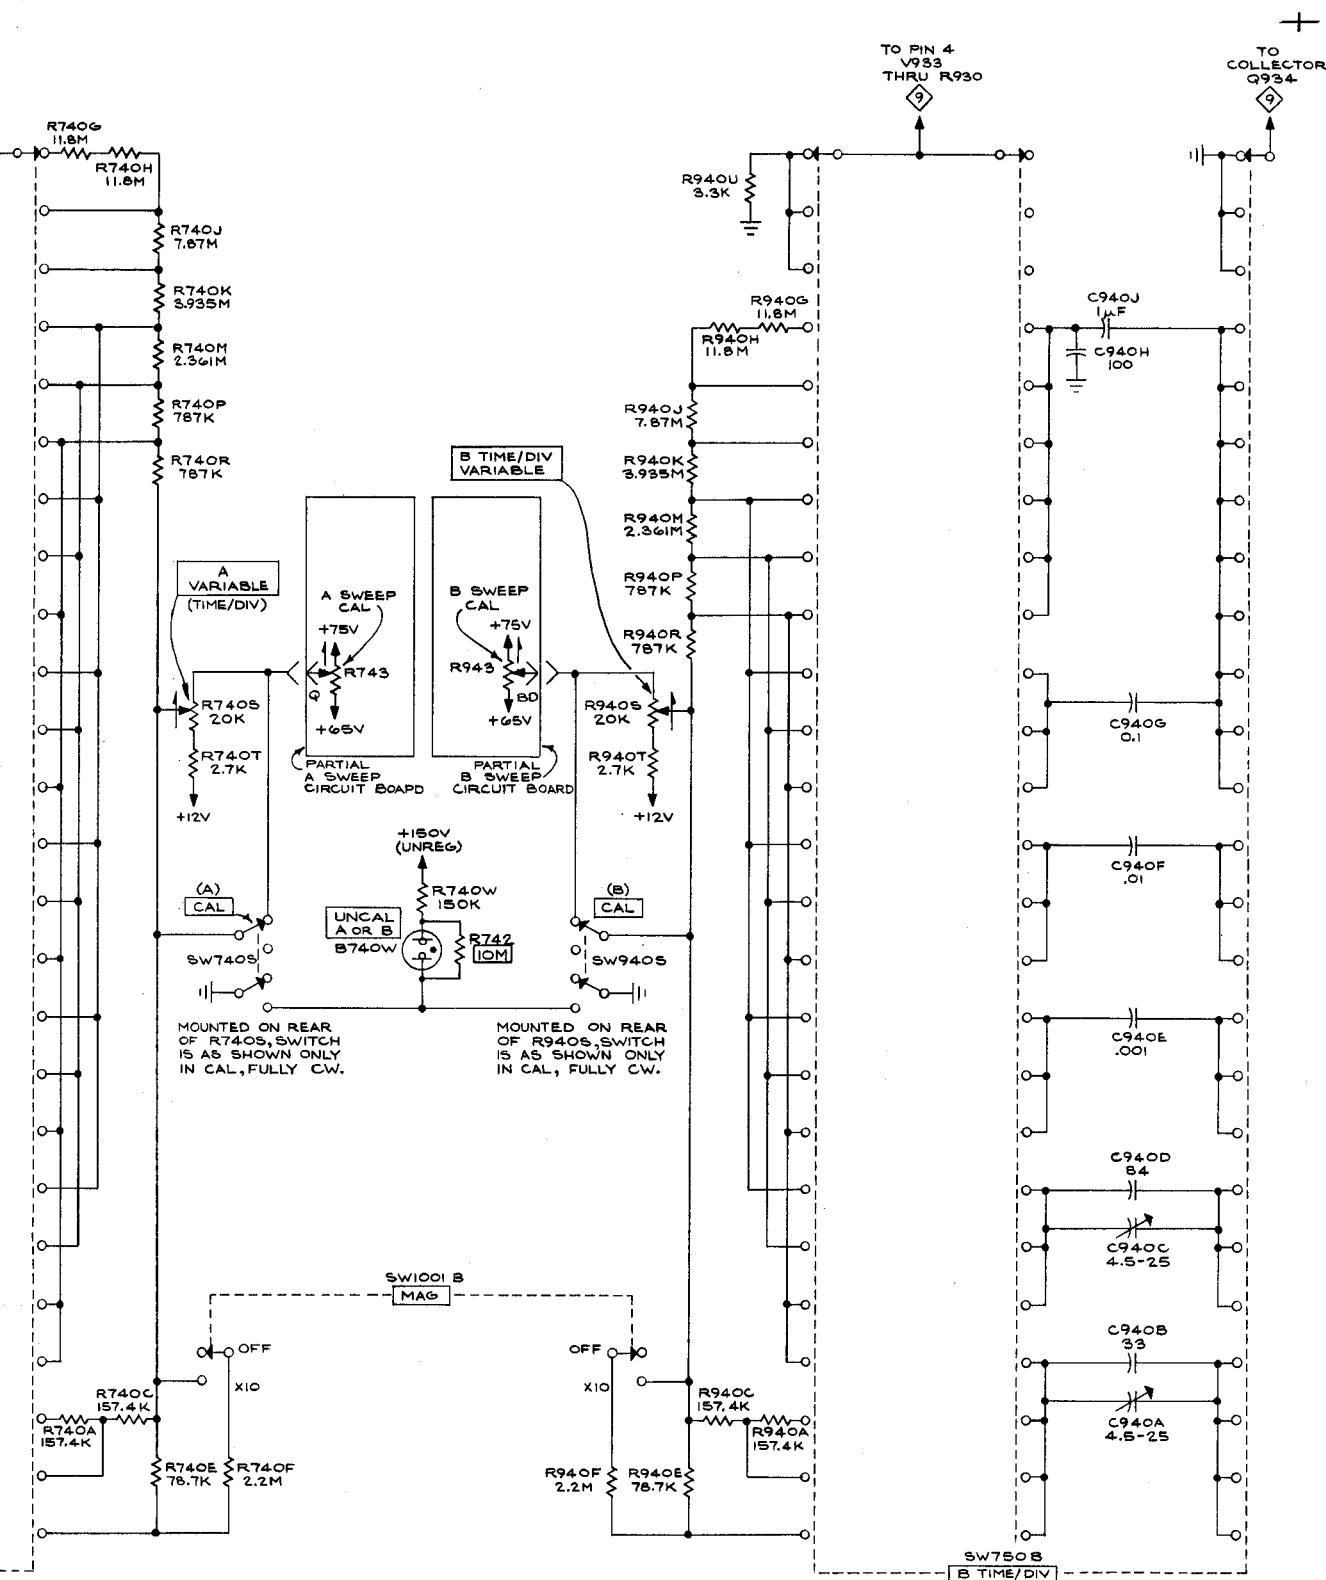 TO PIN 4
V933
THRU R930
9
TO
COLLECTOR
Q934
9
R740G
11.8M
R740H
11.8M
R740J
7.87M
R740K
3.935M
R740M
2.361M
R740P
787K
R740R
787K
R940U
3.3K
R940G
11.8M
R940H
11.8M
R940J
7.87M
R940K
3.935M
R940M
2.361M
R940P
787K
R940R
787K
C940J
1µF
C940H
100
B TIME/DIV
VARIABLE
A
VARIABLE
(TIME/DIV)
A SWEEP
CAL
+75V
R743
Q
+65V
B SWEEP
CAL
+75V
R943
BD
+65V
R740S
20K
R740T
2.7K
+12V
R940S
20K
R940T
2.7K
+12V
PARTIAL
A SWEEP
CIRCUIT BOAPD
PARTIAL
B SWEEP
CIRCUIT BOARD
C940G
0.1
+150V
(UNREG)
R740W
150K
UNCAL
A OR B
B740W
R742
10M
(A)
CAL
SW740S
(B)
CAL
SW940S
C940F
.01
MOUNTED ON REAR
OF R740S, SWITCH
IS AS SHOWN ONLY
IN CAL, FULLY CW.
MOUNTED ON REAR
OF R940S, SWITCH
IS AS SHOWN ONLY
IN CAL, FULLY CW.
C940E
.001
C940D
84
C940C
4.5-25
SW1001 B
MAG
OFF
X10
OFF
X10
C940B
33
C940A
4.5-25
R740C
157.4K
R740A
157.4K
R740E
78.7K
R740F
2.2M
R940C
157.4K
R940A
157.4K
R940F
2.2M
R940E
78.7K
SW750B
B TIME/DIV